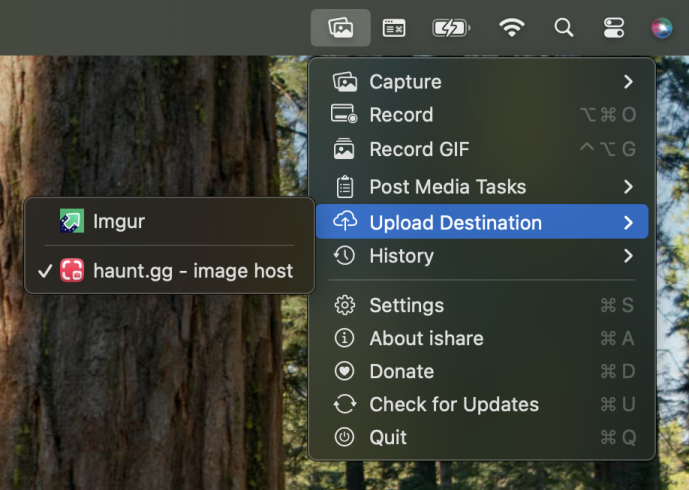 Capture
Record ⌥⌘O
Record GIF ^⌥G
Post Media Tasks
Upload Destination
History
Imgur
✓ haunt.gg - image host
Settings ⌘S
About ishare ⌘A
Donate ⌘D
Check for Updates ⌘U
Quit ⌘Q